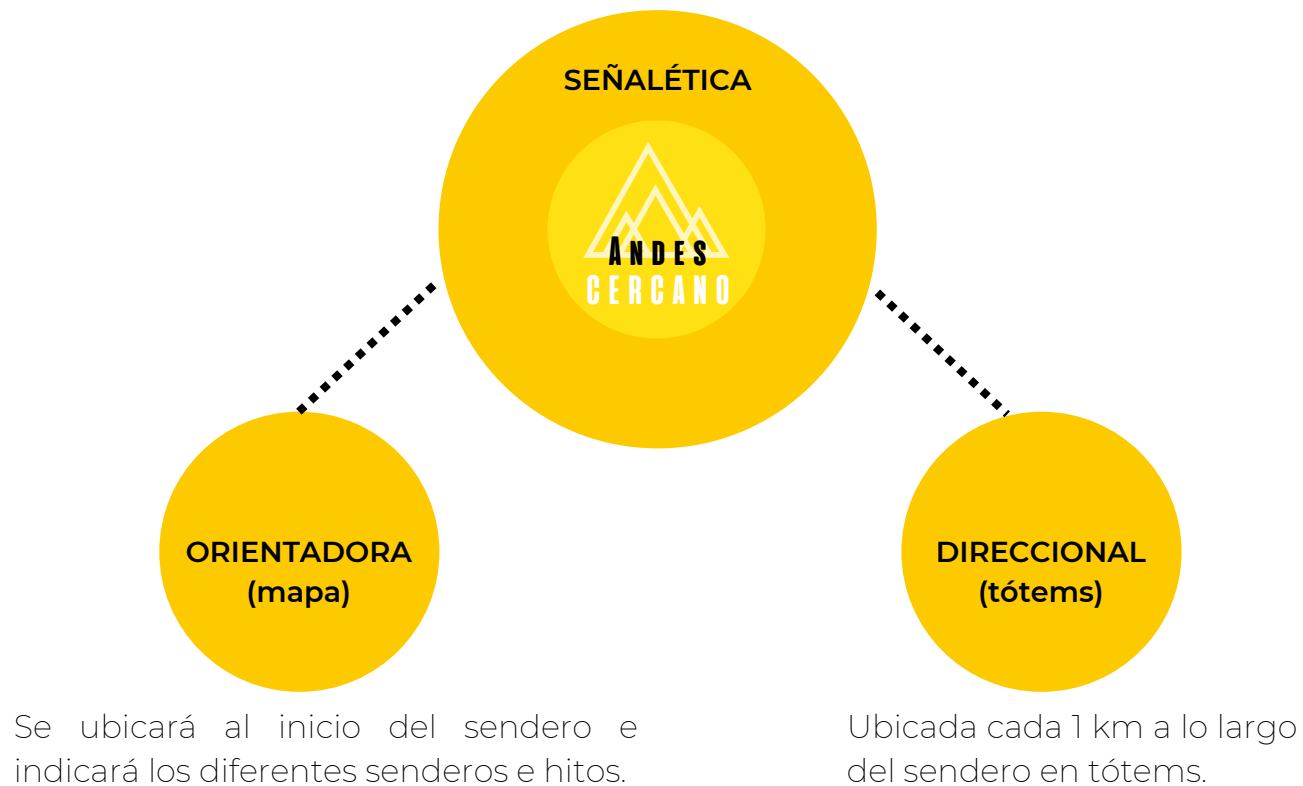 SEÑALÉTICA
ANDES
CERCANO
ORIENTADORA
(mapa)
DIRECCIONAL
(tótems)
Se ubicará al inicio del sendero e
indicará los diferentes senderos e hitos.
Ubicada cada 1 km a lo largo
del sendero en tótems.